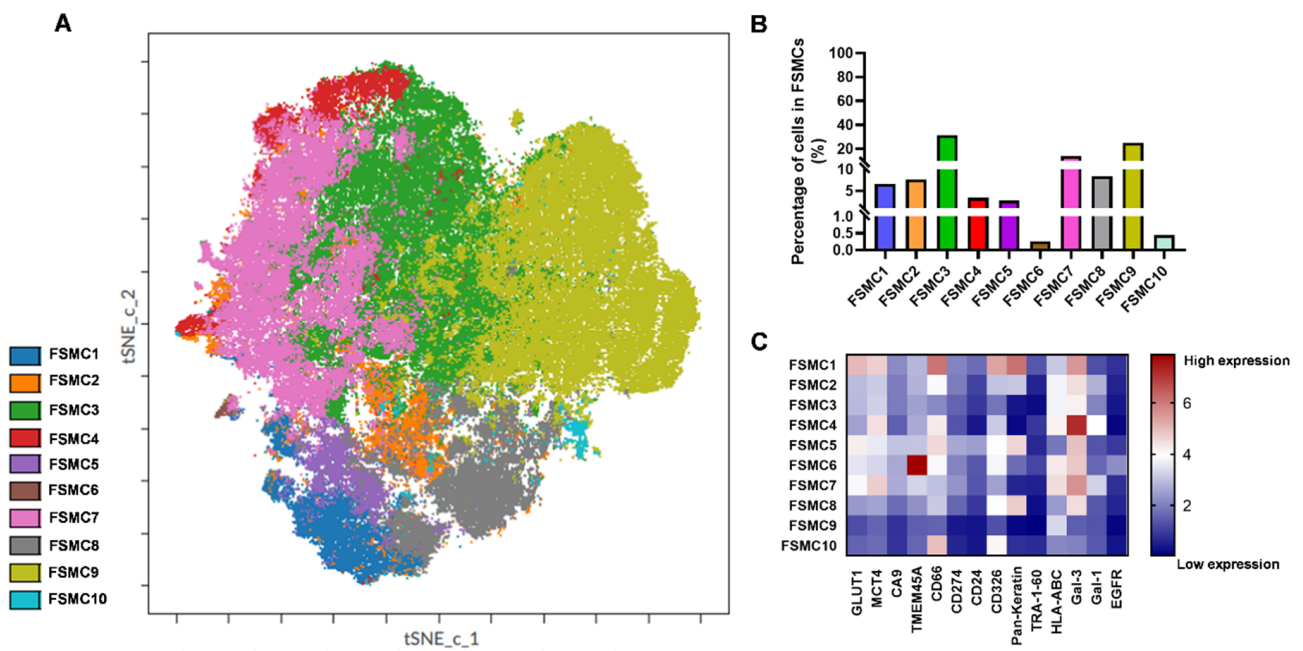 A
tSNE_c_2
tSNE_c_1
FSMC1
FSMC2
FSMC3
FSMC4
FSMC5
FSMC6
FSMC7
FSMC8
FSMC9
FSMC10
B
Percentage of cells in FSMCs
(%)
100
80
60
40
20
10
5
1.0
0.5
0.0
FSMC1
FSMC2
FSMC3
FSMC4
FSMC5
FSMC6
FSMC7
FSMC8
FSMC9
FSMC10
C
FSMC1
FSMC2
FSMC3
FSMC4
FSMC5
FSMC6
FSMC7
FSMC8
FSMC9
FSMC10
GLUT1
MCT4
CA9
TMEM45A
CD66
CD274
CD24
CD326
Pan-Keratin
TRA-1-60
HLA-ABC
Gal-3
Gal-1
EGFR
High expression
6
4
2
Low expression